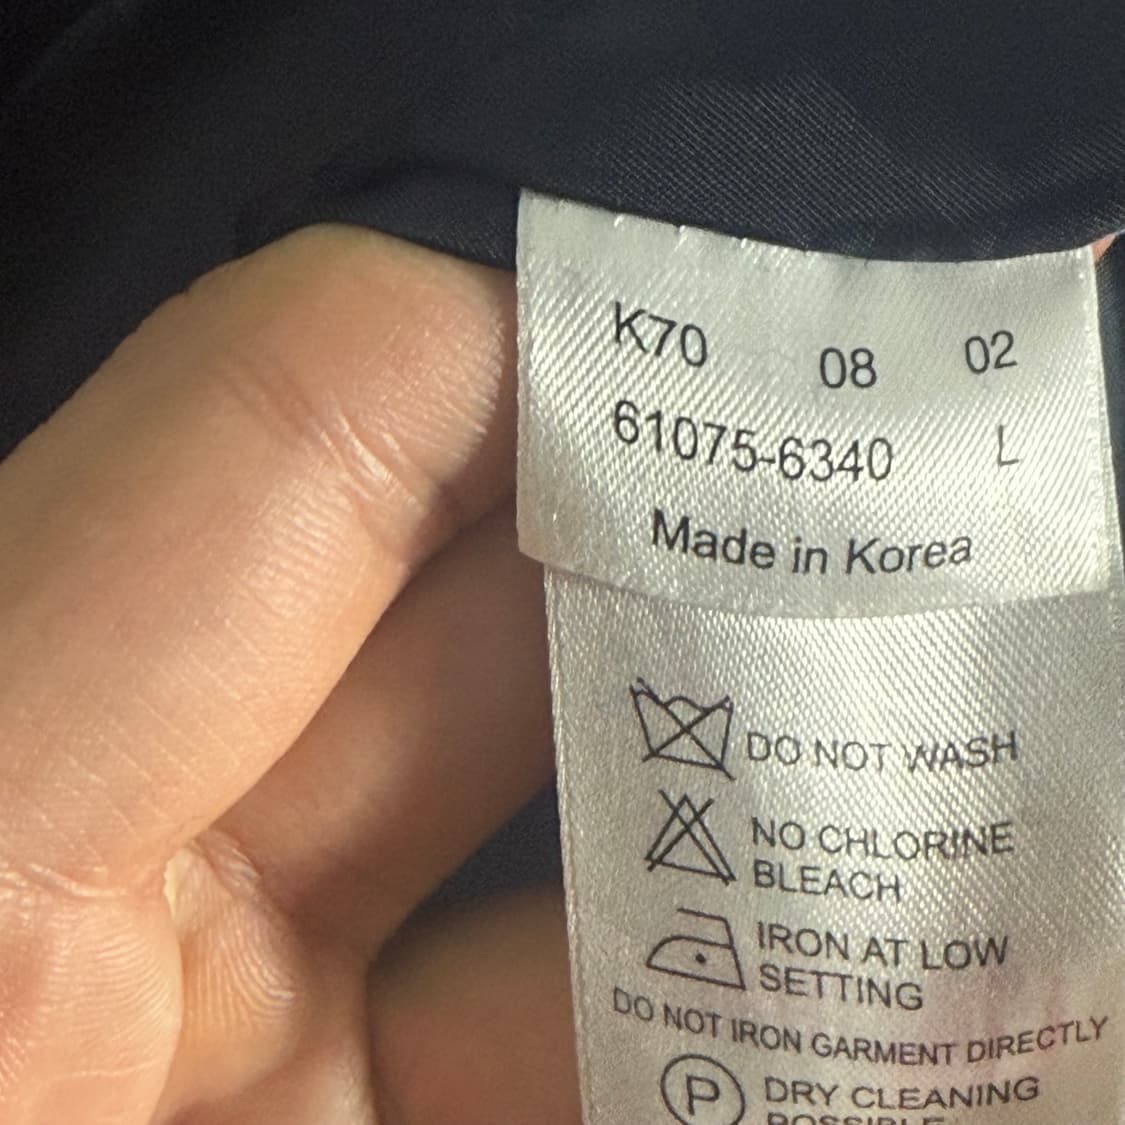 K70 08 02
61075-6340 L
Made in Korea
DO NOT WASH
NO CHLORINE
BLEACH
IRON AT LOW
SETTING
DO NOT IRON GARMENT DIRECTLY
P DRY CLEANING
POSSIBLE